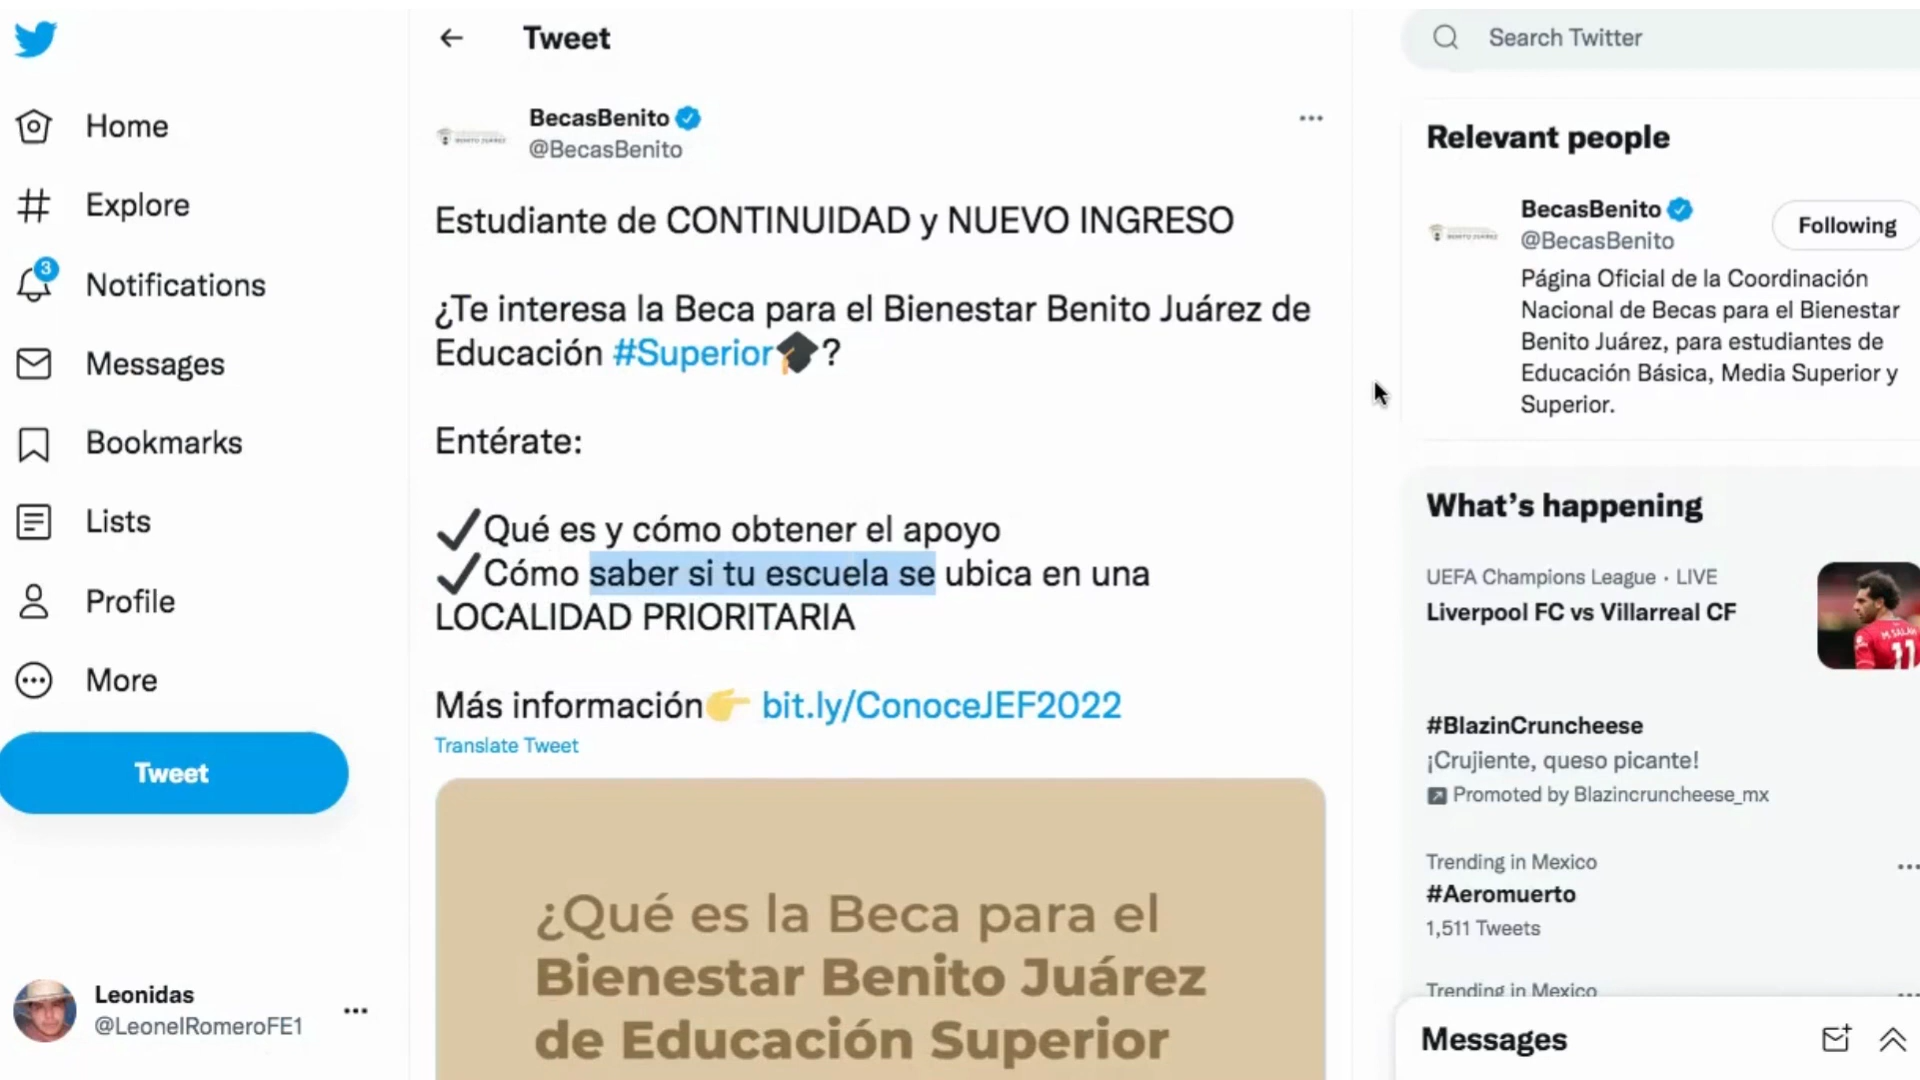 Home
Explore
3
Notifications
Messages
Bookmarks
Lists
Profile
More
Tweet
Leonidas
@LeonelRomeroFE1
Tweet
BecasBenito
@BecasBenito
Estudiante de CONTINUIDAD y NUEVO INGRESO
¿Te interesa la Beca para el Bienestar Benito Juárez de
Educación #Superior🎓?
Entérate:
✔Qué es y cómo obtener el apoyo
✔Cómo saber si tu escuela se ubica en una
LOCALIDAD PRIORITARIA
Más información👉 bit.ly/ConoceJEF2022
Translate Tweet
¿Qué es la Beca para el
Bienestar Benito Juárez
de Educación Superior
Search Twitter
Relevant people
BecasBenito
Following
@BecasBenito
Página Oficial de la Coordinación
Nacional de Becas para el Bienestar
Benito Juárez, para estudiantes de
Educación Básica, Media Superior y
Superior.
What's happening
UEFA Champions League · LIVE
Liverpool FC vs Villarreal CF
M.SALAH
11
#BlazinCruncheese
¡Crujiente, queso picante!
Promoted by Blazincruncheese_mx
Trending in Mexico
#Aeromuerto
1,511 Tweets
Trending in Mexico
Messages